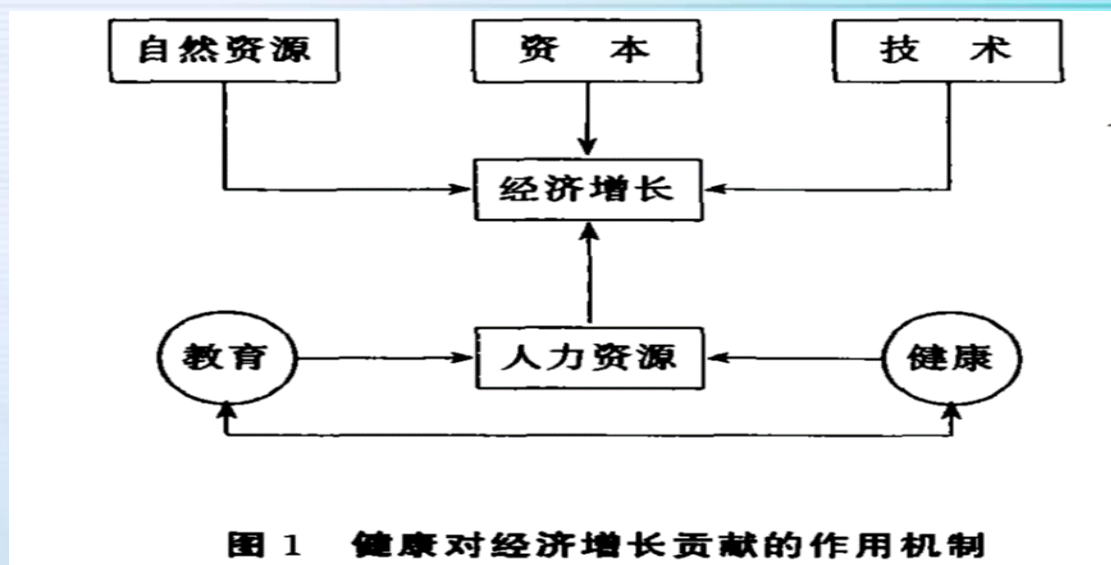 自然资源 资 本 技 术
经济增长
教育 人力资源 健康
图 1 健康对经济增长贡献的作用机制